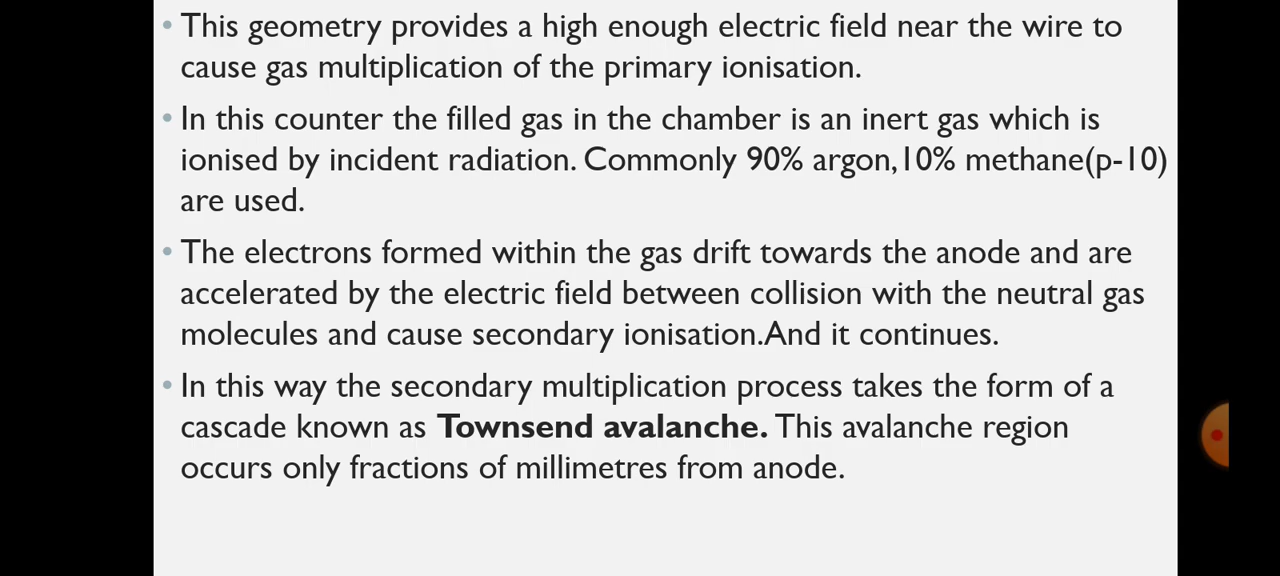 • This geometry provides a high enough electric field near the wire to
cause gas multiplication of the primary ionisation.
• In this counter the filled gas in the chamber is an inert gas which is
ionised by incident radiation. Commonly 90% argon,10% methane(p-10)
are used.
• The electrons formed within the gas drift towards the anode and are
accelerated by the electric field between collision with the neutral gas
molecules and cause secondary ionisation.And it continues.
• In this way the secondary multiplication process takes the form of a
cascade known as Townsend avalanche. This avalanche region
occurs only fractions of millimetres from anode.